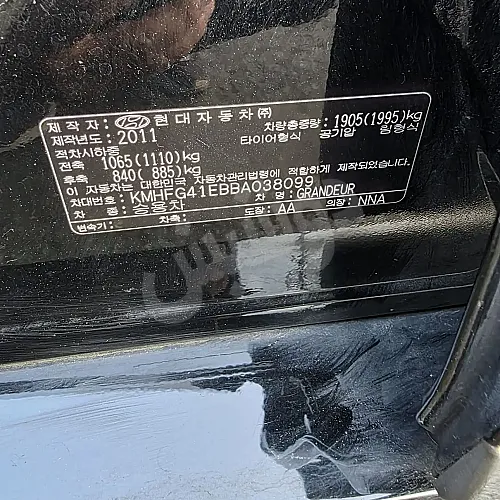 제작자: 현대자동차㈜
제작년도: 2011
차량총중량: 1905(1995)kg
적차시하중
타이어형식 공기압 림형식
전축 1065(1110)kg
후축 840( 885)kg
이 자동차는 대한민국 자동차관리법령에 적합하게 제작되었습니다.
차대번호: KMHFG41EBBA038099
차종: 승용차
차명: GRANDEUR
변속기: 차축: 도장: AA 의장: NNA